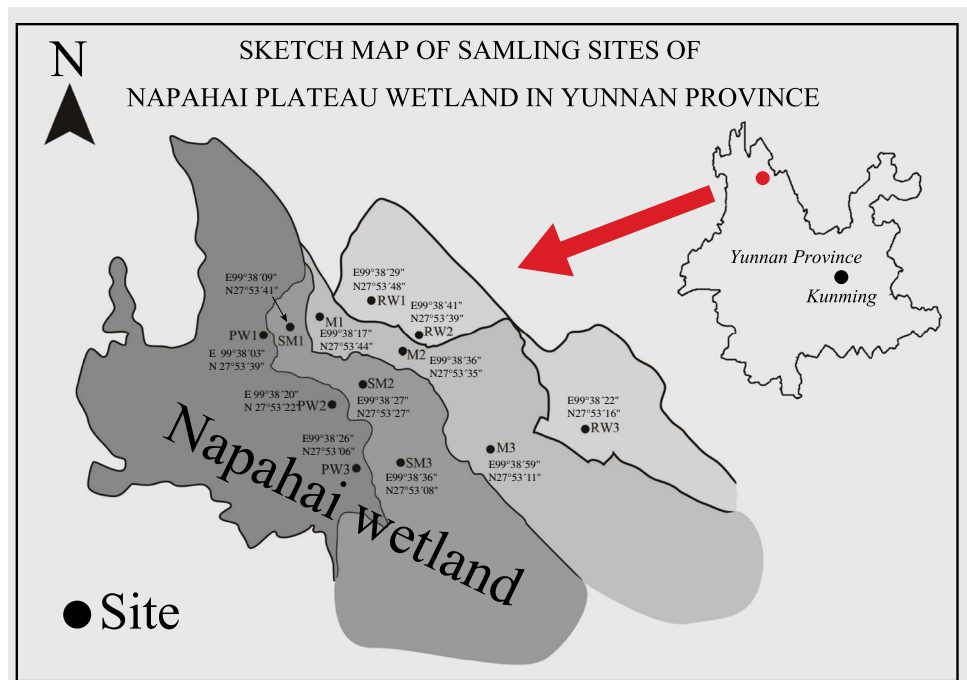 SKETCH MAP OF SAMLING SITES OF
NAPAHAI PLATEAU WETLAND IN YUNNAN PROVINCE
N
Yunnan Province
Kunming
E99°38´09"
N27°53´41"
SM1
E99°38´29"
N27°53´48"
RW1
E99°38´41"
N27°53´39"
RW2
M1
E99°38´17"
N27°53´44"
PW1
E 99°38´03"
N 27°53´39"
M2
E99°38´36"
N27°53´35"
SM2
E99°38´27"
N27°53´27"
E 99°38´20"
N 27°53´22"
PW2
E99°38´22"
N27°53´16"
RW3
E99°38´26"
N27°53´06"
PW3
SM3
E99°38´36"
N27°53´08"
M3
E99°38´59"
N27°53´11"
Napahai wetland
Site